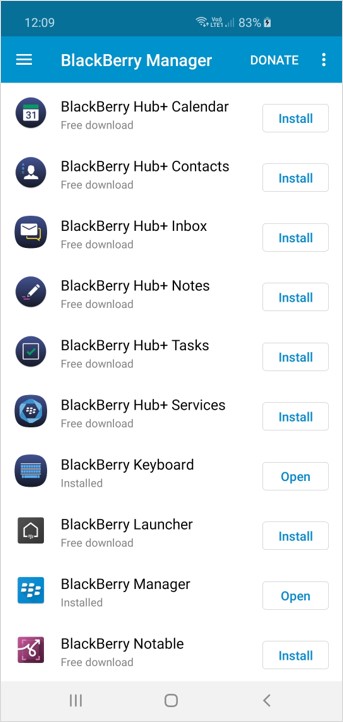 12:09
Vo)) LTE1 83%
BlackBerry Manager DONATE
31
BlackBerry Hub+ Calendar
Free download
Install
BlackBerry Hub+ Contacts
Free download
Install
BlackBerry Hub+ Inbox
Free download
Install
BlackBerry Hub+ Notes
Free download
Install
BlackBerry Hub+ Tasks
Free download
Install
BlackBerry Hub+ Services
Free download
Install
BlackBerry Keyboard
Installed
Open
BlackBerry Launcher
Free download
Install
BlackBerry Manager
Installed
Open
BlackBerry Notable
Free download
Install